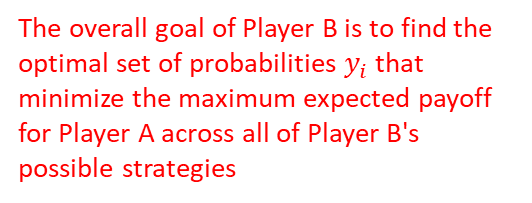 The overall goal of Player B is to find the
optimal set of probabilities yᵢ that
minimize the maximum expected payoff
for Player A across all of Player B's
possible strategies